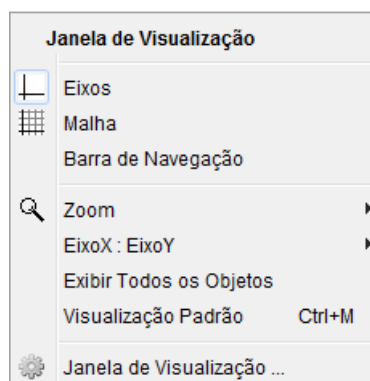 Janela de Visualização
Eixos
Malha
Barra de Navegação
Zoom
EixoX : EixoY
Exibir Todos os Objetos
Visualização Padrão Ctrl+M
Janela de Visualização ...